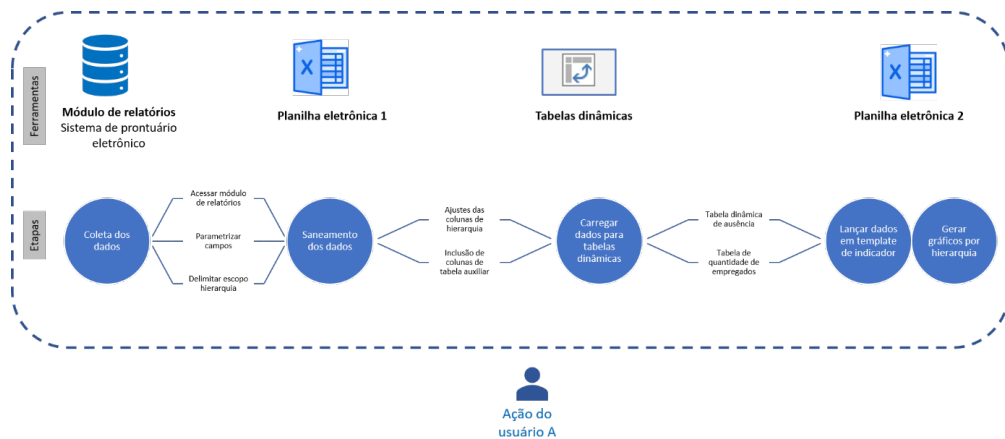 Ferramentas
Módulo de relatórios
Sistema de prontuário
eletrônico
Planilha eletrônica 1
Tabelas dinâmicas
Planilha eletrônica 2
Etapas
Coleta dos
dados
Acessar módulo
de relatórios
Parametrizar
campos
Delimitar escopo
hierarquia
Saneamento
dos dados
Ajustes das
colunas de
hierarquia
Inclusão de
colunas de
tabela auxiliar
Carregar
dados para
tabelas
dinâmicas
Tabela dinâmica
de ausência
Tabela de
quantidade de
empregados
Lançar dados
em template
de indicador
Gerar
gráficos por
hierarquia
Ação do
usuário A